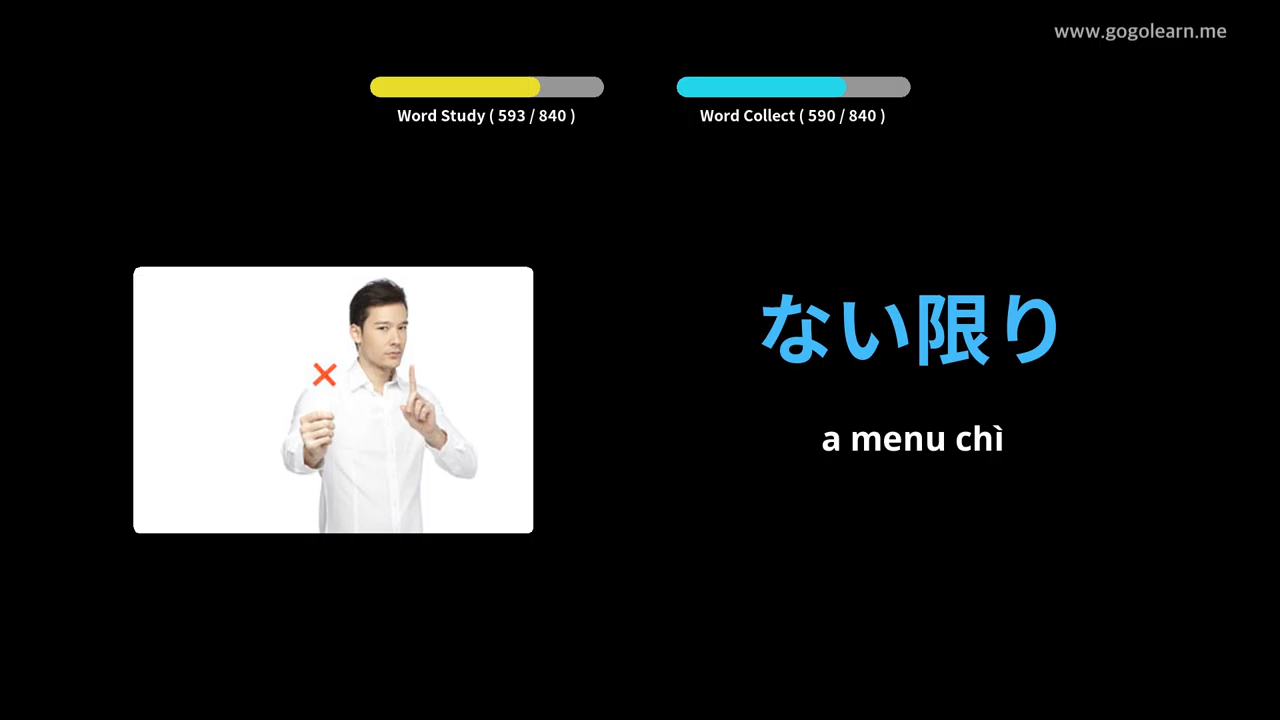 www.gogolearn.me
Word Study ( 593 / 840 )
Word Collect ( 590 / 840 )
ない限り
a menu chì